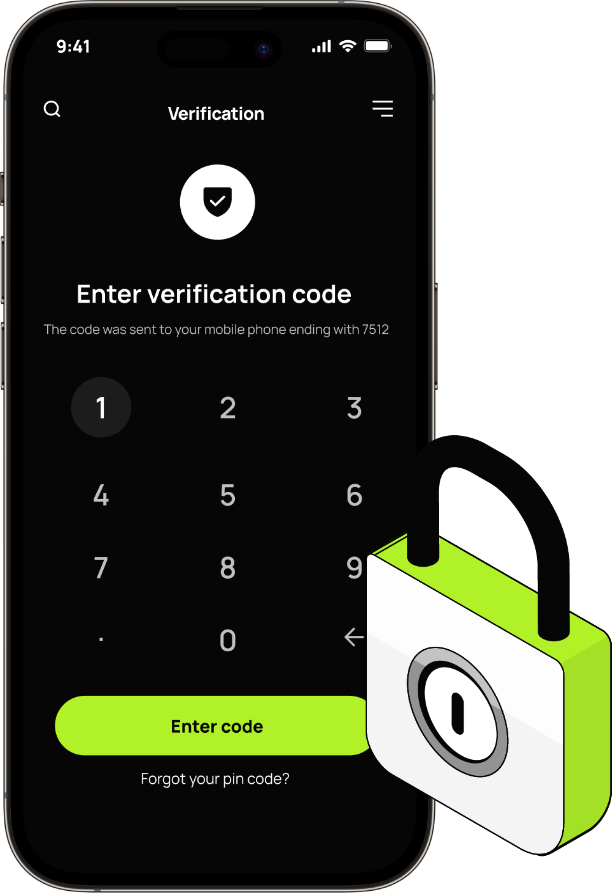 9:41
Verification
Enter verification code
The code was sent to your mobile phone ending with 7512
1 2 3
4 5 6
7 8 9
. 0 ←
Enter code
Forgot your pin code?